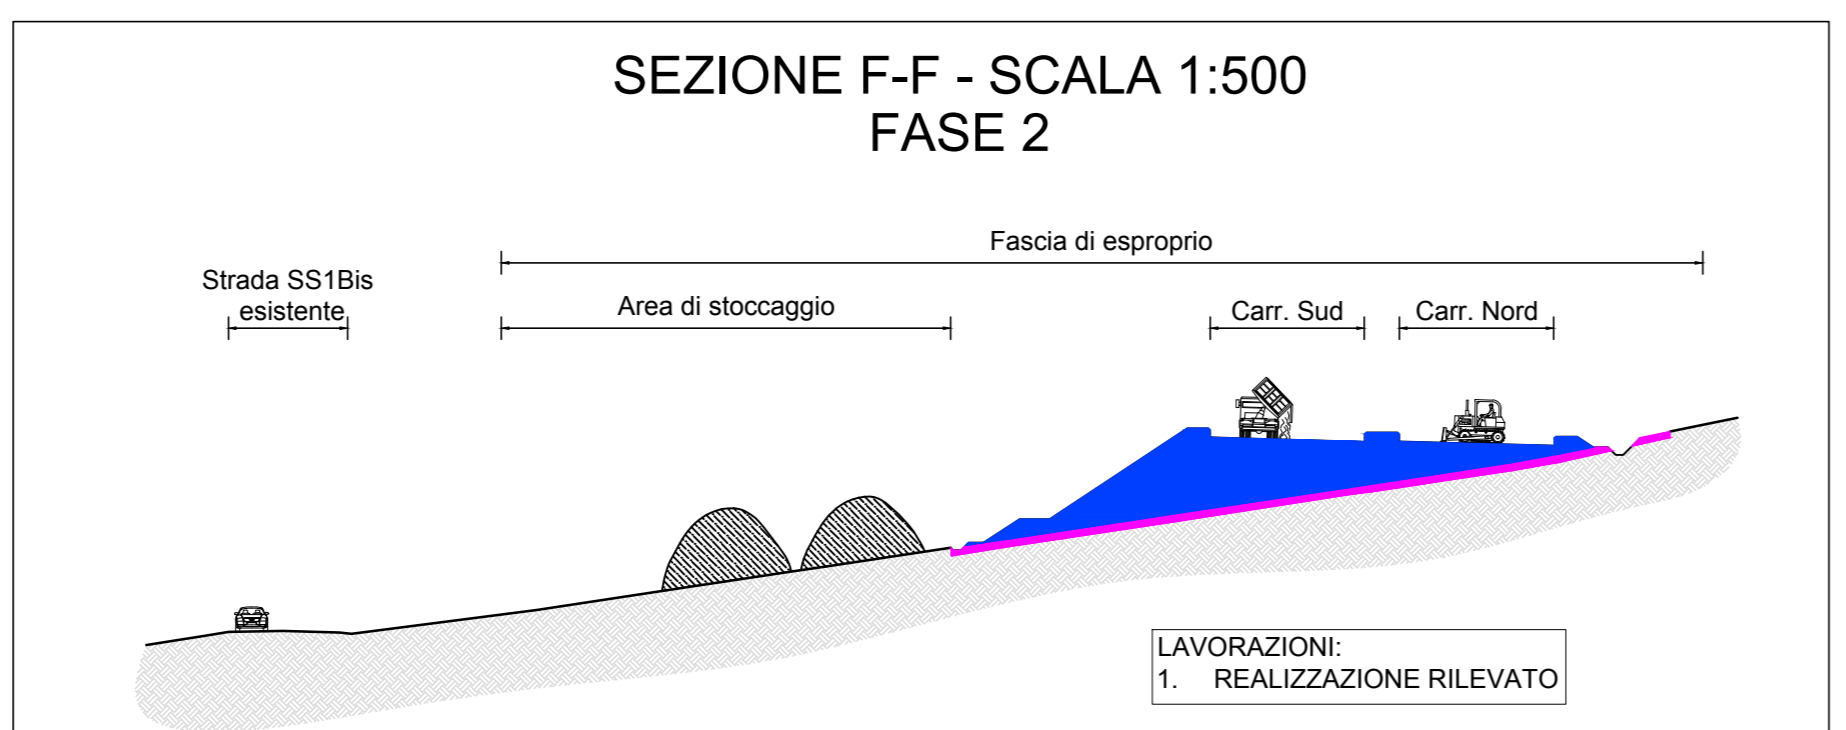 SEZIONE F-F - SCALA 1:500
FASE 2
Fascia di esproprio
Strada SS1Bis
esistente
Area di stoccaggio
Carr. Sud
Carr. Nord
LAVORAZIONI:
1. REALIZZAZIONE RILEVATO